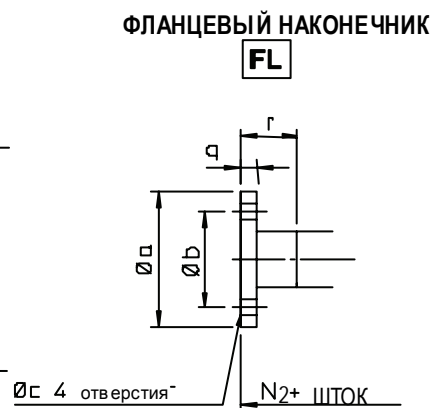 ФЛАНЦЕВЫЙ НАКОНЕЧНИК
FL
r
q
Øa
Øb
Øc 4 отверстия
N2+ ШТОК